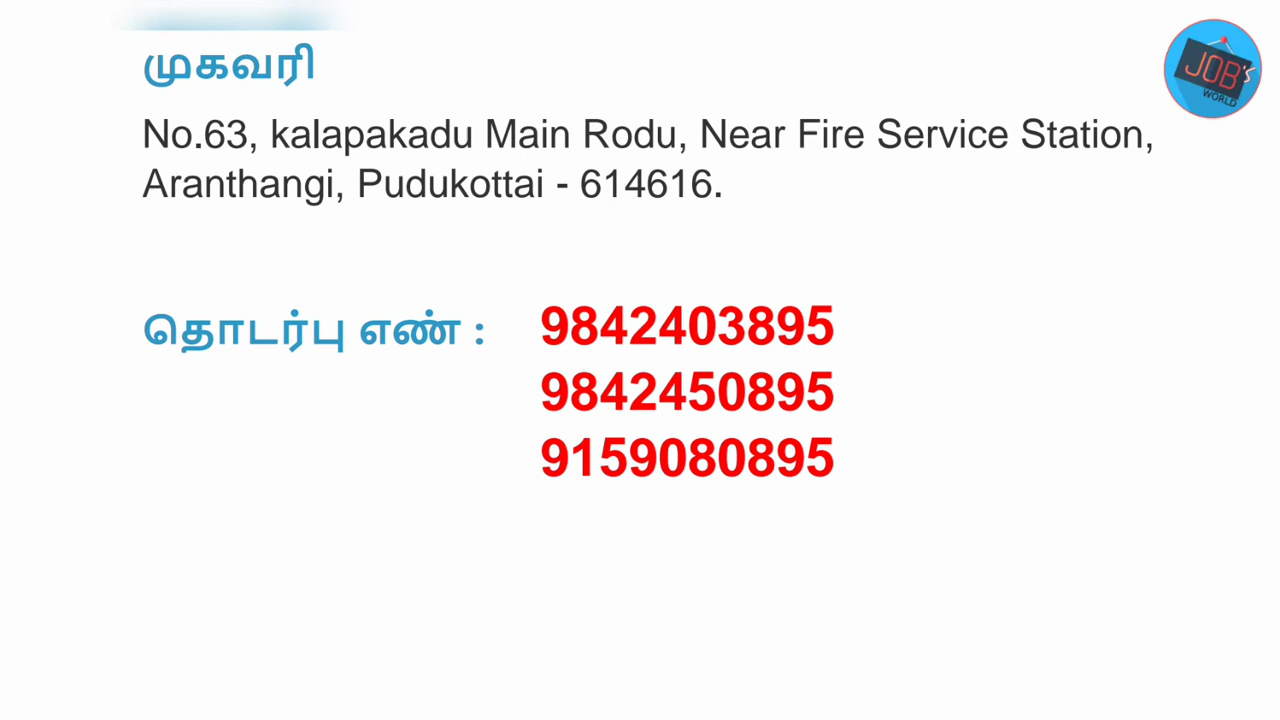 முகவரி
No.63, kalapakadu Main Rodu, Near Fire Service Station,
Aranthangi, Pudukottai - 614616.
தொடர்பு எண் : 9842403895
9842450895
9159080895
JOB's
WORLD